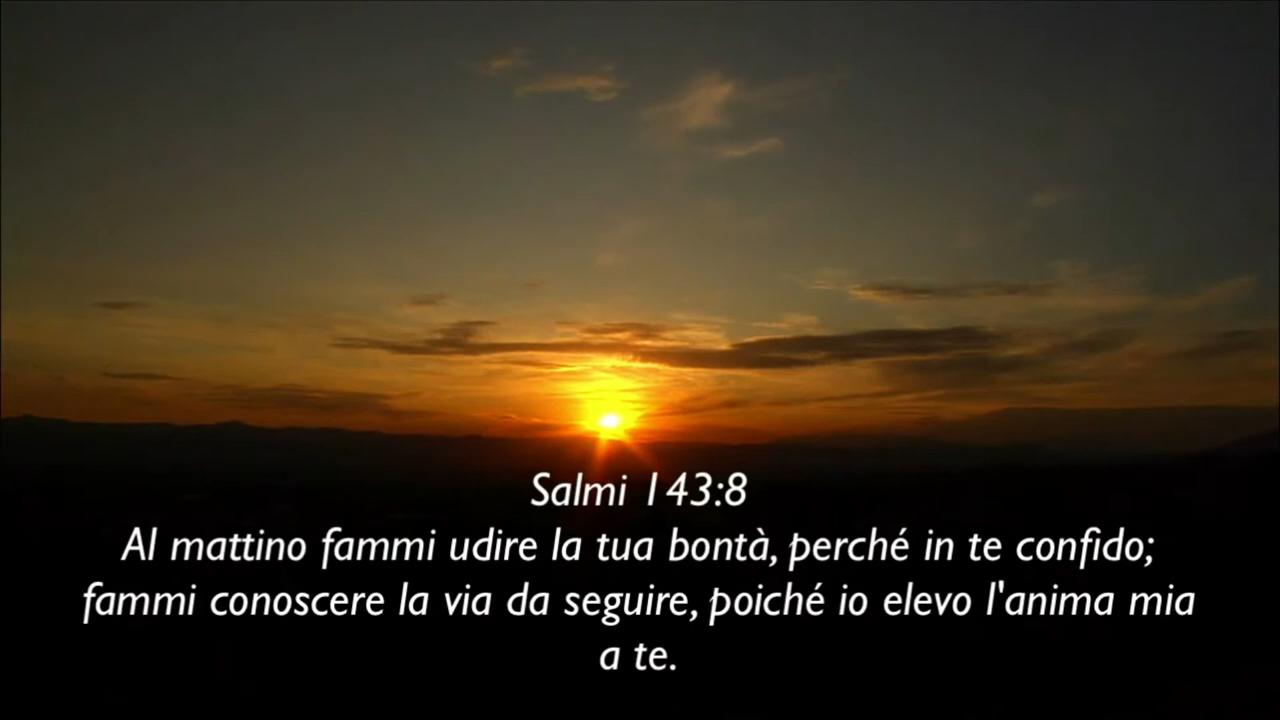 Salmi 143:8
Al mattino fammi udire la tua bontà, perché in te confido;
fammi conoscere la via da seguire, poiché io elevo l'anima mia
a te.